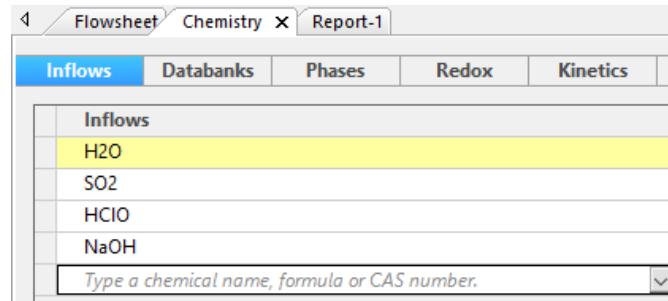 Flowsheet Chemistry Report-1
Inflows Databanks Phases Redox Kinetics
Inflows
H2O
SO2
HClO
NaOH
Type a chemical name, formula or CAS number.